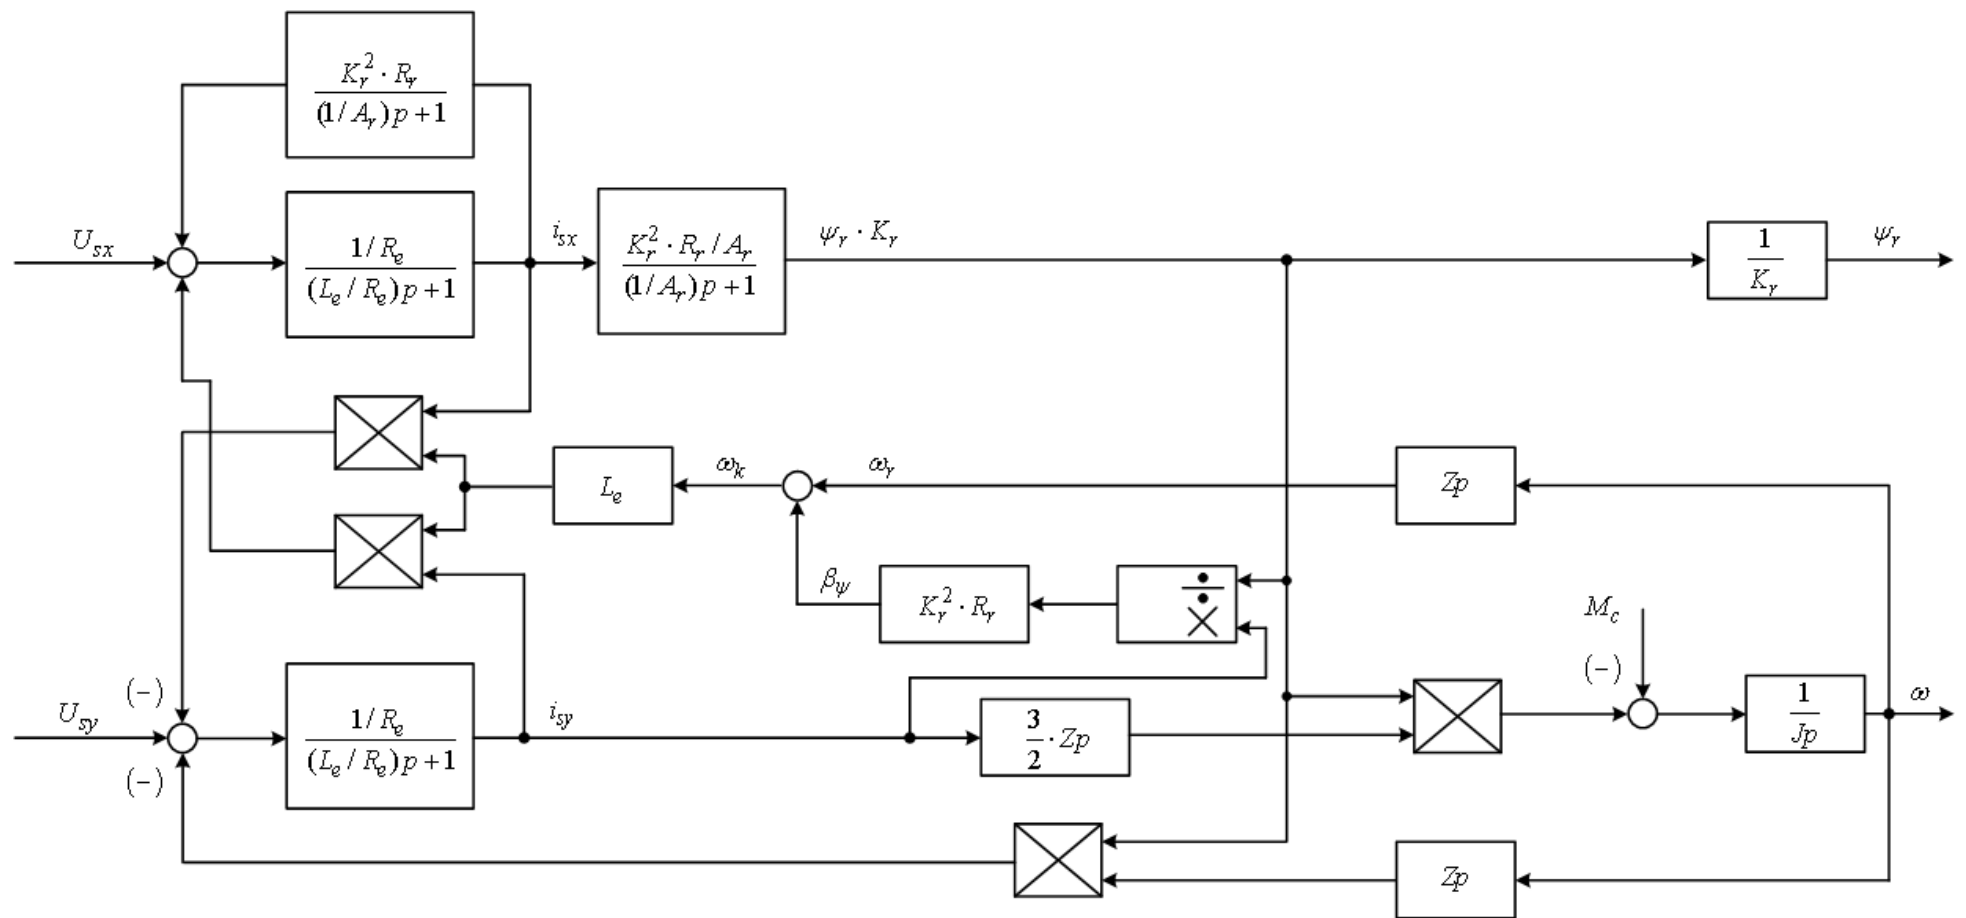 K_r^2 · R_r
(1/A_r)p+1
U_sx
1/R_e
(L_e/R_e)p+1
i_sx
K_r^2 · R_r/A_r
(1/A_r)p+1
ψ_r · K_r
1
K_r
ψ_r
L_e
ω_k
ω_r
Zp
β_ψ
K_r^2 · R_r
÷
×
M_c
(−)
(−)
U_sy
(−)
1/R_e
(L_e/R_e)p+1
i_sy
3
2
· Zp
1
Jp
ω
Zp